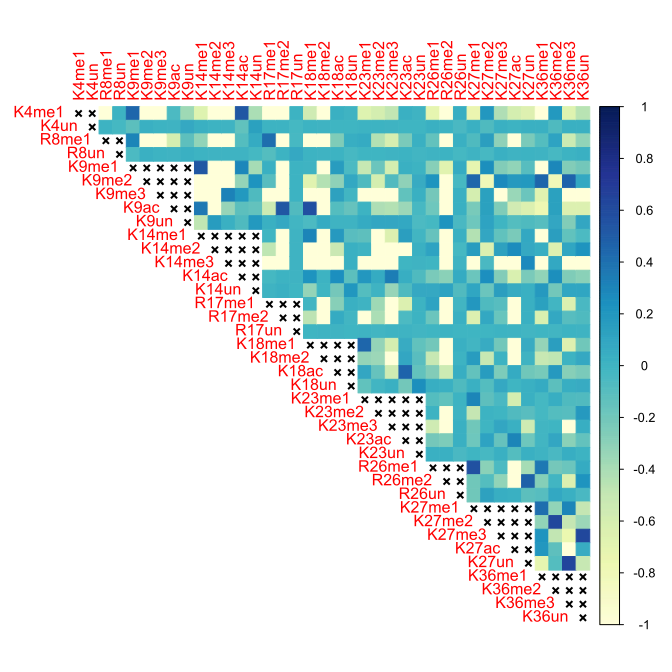 K4me1
K4un
R8me1
R8un
K9me1
K9me2
K9me3
K9ac
K9un
K14me1
K14me2
K14me3
K14ac
K14un
R17me1
R17me2
R17un
K18me1
K18me2
K18ac
K18un
K23me1
K23me2
K23me3
K23ac
K23un
R26me1
R26me2
R26un
K27me1
K27me2
K27me3
K27ac
K27un
K36me1
K36me2
K36me3
K36un
K4me1
K4un
R8me1
R8un
K9me1
K9me2
K9me3
K9ac
K9un
K14me1
K14me2
K14me3
K14ac
K14un
R17me1
R17me2
R17un
K18me1
K18me2
K18ac
K18un
K23me1
K23me2
K23me3
K23ac
K23un
R26me1
R26me2
R26un
K27me1
K27me2
K27me3
K27ac
K27un
K36me1
K36me2
K36me3
K36un
1
0.8
0.6
0.4
0.2
0
-0.2
-0.4
-0.6
-0.8
-1